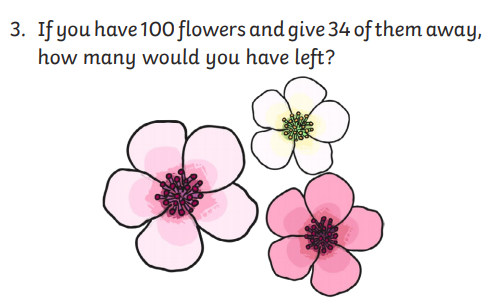 3. If you have 100 flowers and give 34 of them away,
how many would you have left?